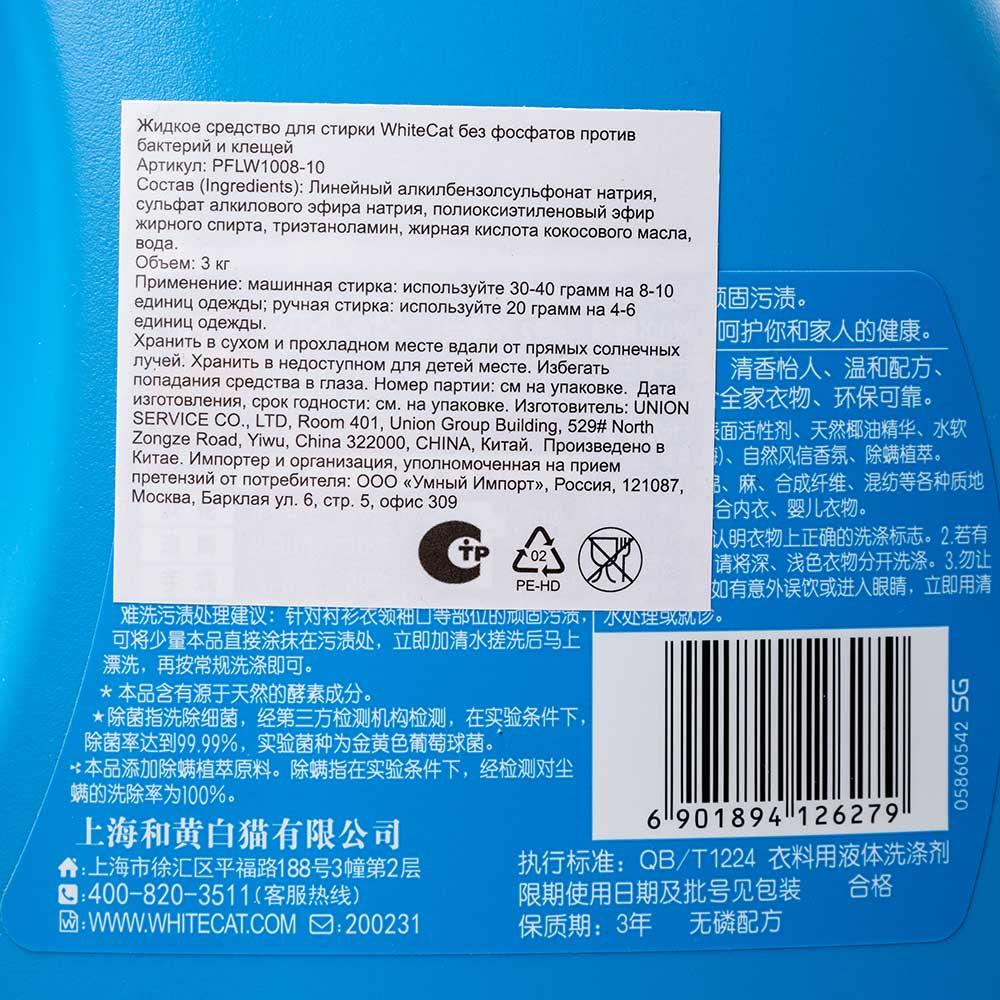 Жидкое средство для стирки WhiteCat без фосфатов против
бактерий и клещей
Артикул: PFLW1008-10
Состав (Ingredients): Линейный алкилбензолсульфонат натрия,
сульфат алкилового эфира натрия, полиоксиэтиленовый эфир
жирного спирта, триэтаноламин, жирная кислота кокосового масла,
вода.
Объем: 3 кг
Применение: машинная стирка: используйте 30-40 грамм на 8-10
единиц одежды; ручная стирка: используйте 20 грамм на 4-6
единиц одежды.
Хранить в сухом и прохладном месте вдали от прямых солнечных
лучей. Хранить в недоступном для детей месте. Избегать
попадания средства в глаза. Номер партии: см на упаковке. Дата
изготовления, срок годности: см. на упаковке. Изготовитель: UNION
SERVICE CO., LTD, Room 401, Union Group Building, 529# North
Zongze Road, Yiwu, China 322000, CHINA, Китай. Произведено в
Китае. Импортер и организация, уполномоченная на прием
претензий от потребителя: ООО «Умный Импорт», Россия, 121087,
Москва, Барклая ул. 6, стр. 5, офис 309
СТР
02
PE-HD
顽固污渍。
呵护你和家人的健康。
清香怡人、温和配方、
全家衣物、环保可靠。
表面活性剂、天然椰油精华、水软
)、自然风信香氛、除螨植萃。
麻、合成纤维、混纺等各种质地
合内衣、婴儿衣物。
认明衣物上正确的洗涤标志。2.若有
请将深、浅色衣物分开洗涤。3.勿让
如有意外误饮或进入眼睛，立即用清
水处理或就诊。
难洗污渍处理建议：针对衬衫衣领袖口等部位的顽固污渍，
可将少量本品直接涂抹在污渍处，立即加清水搓洗后马上
漂洗，再按常规洗涤即可。
*本品含有源于天然的酵素成分。
★除菌指洗除细菌，经第三方检测机构检测，在实验条件下，
除菌率达到99.99%，实验菌种为金黄色葡萄球菌。
本品添加除螨植萃原料。除螨指在实验条件下，经检测对尘
螨的洗除率为100%。
上海和黄白猫有限公司
:上海市徐汇区平福路188号3幢第2层
:400-820-3511(客服热线)
:WWW.WHITECAT.COM :200231
6 901894 126279
05860542 SG
执行标准：QB/T1224 衣料用液体洗涤剂
限期使用日期及批号见包装 合格
保质期：3年 无磷配方